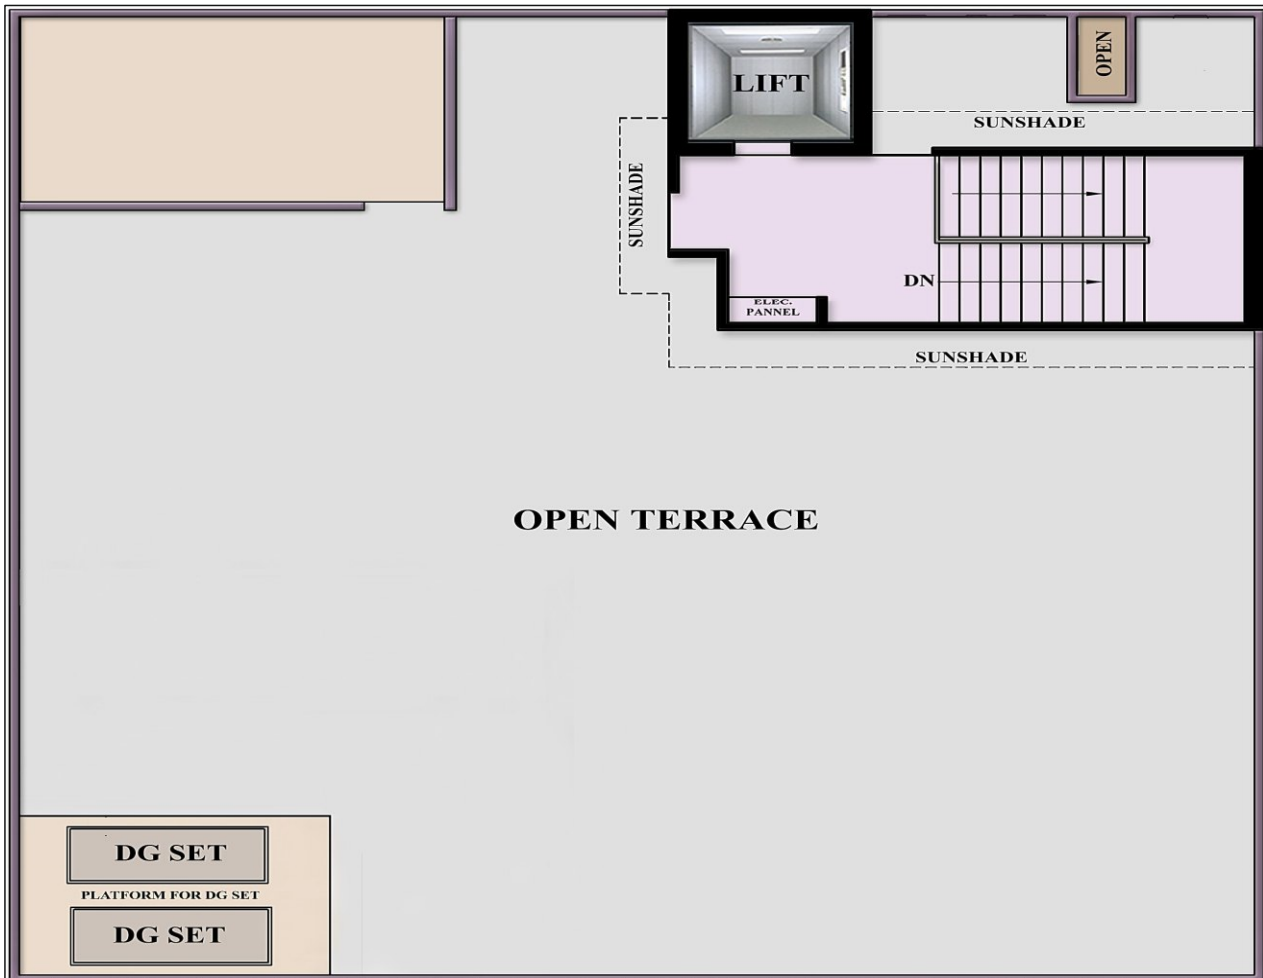 LIFT
OPEN
SUNSHADE
SUNSHADE
DN
ELEC.
PANNEL
SUNSHADE
OPEN TERRACE
DG SET
PLATFORM FOR DG SET
DG SET